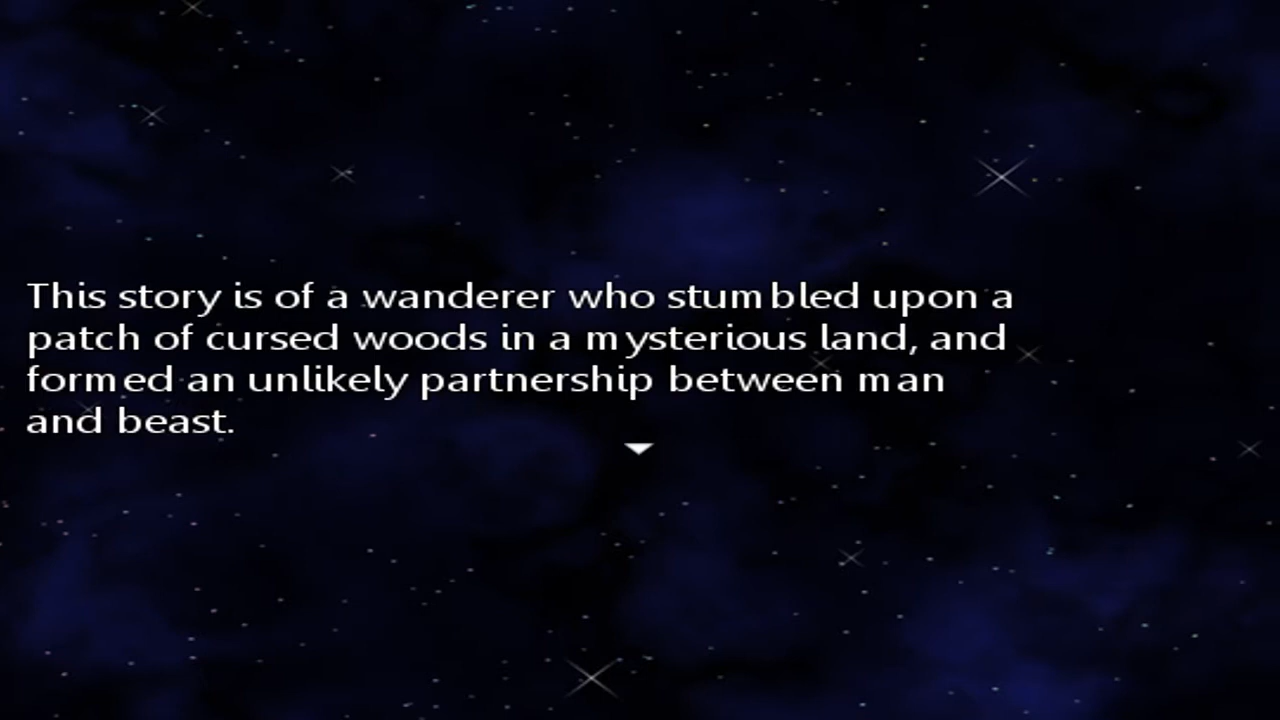 This story is of a wanderer who stumbled upon a
patch of cursed woods in a mysterious land, and
formed an unlikely partnership between man
and beast.